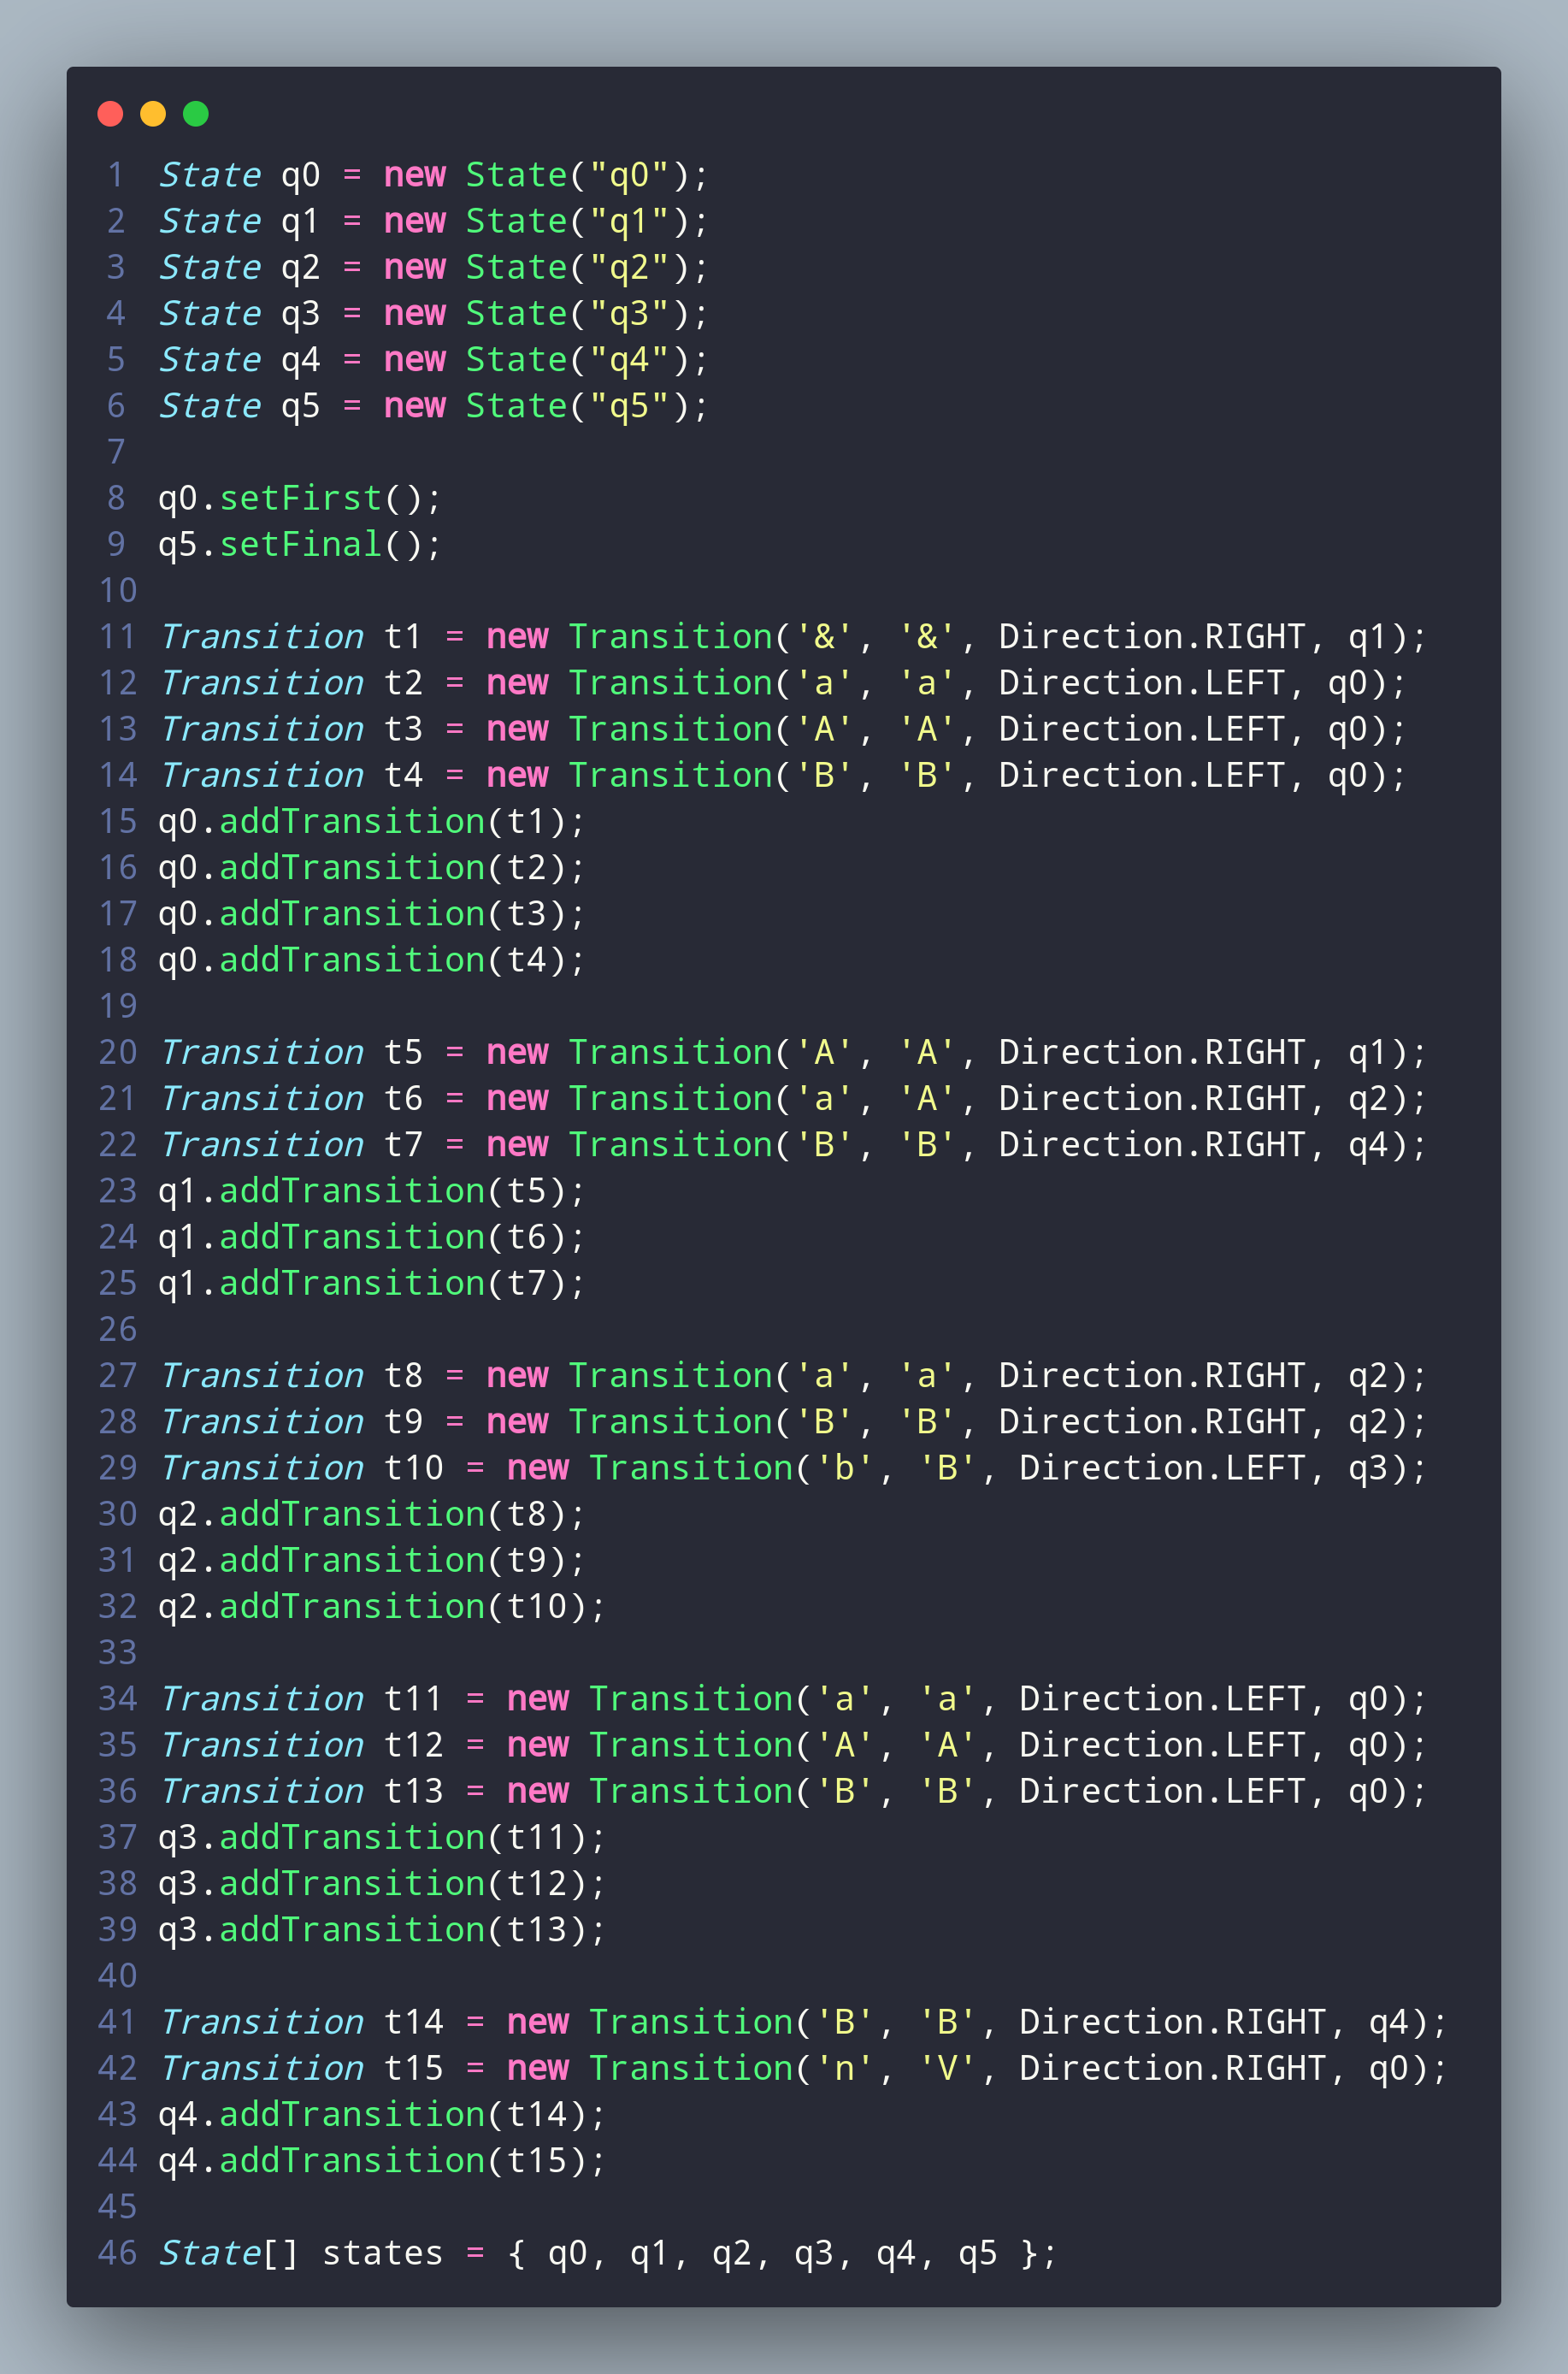 1 State q0 = new State("q0");
2 State q1 = new State("q1");
3 State q2 = new State("q2");
4 State q3 = new State("q3");
5 State q4 = new State("q4");
6 State q5 = new State("q5");
7
8 q0.setFirst();
9 q5.setFinal();
10
11 Transition t1 = new Transition('&', '&', Direction.RIGHT, q1);
12 Transition t2 = new Transition('a', 'a', Direction.LEFT, q0);
13 Transition t3 = new Transition('A', 'A', Direction.LEFT, q0);
14 Transition t4 = new Transition('B', 'B', Direction.LEFT, q0);
15 q0.addTransition(t1);
16 q0.addTransition(t2);
17 q0.addTransition(t3);
18 q0.addTransition(t4);
19
20 Transition t5 = new Transition('A', 'A', Direction.RIGHT, q1);
21 Transition t6 = new Transition('a', 'A', Direction.RIGHT, q2);
22 Transition t7 = new Transition('B', 'B', Direction.RIGHT, q4);
23 q1.addTransition(t5);
24 q1.addTransition(t6);
25 q1.addTransition(t7);
26
27 Transition t8 = new Transition('a', 'a', Direction.RIGHT, q2);
28 Transition t9 = new Transition('B', 'B', Direction.RIGHT, q2);
29 Transition t10 = new Transition('b', 'B', Direction.LEFT, q3);
30 q2.addTransition(t8);
31 q2.addTransition(t9);
32 q2.addTransition(t10);
33
34 Transition t11 = new Transition('a', 'a', Direction.LEFT, q0);
35 Transition t12 = new Transition('A', 'A', Direction.LEFT, q0);
36 Transition t13 = new Transition('B', 'B', Direction.LEFT, q0);
37 q3.addTransition(t11);
38 q3.addTransition(t12);
39 q3.addTransition(t13);
40
41 Transition t14 = new Transition('B', 'B', Direction.RIGHT, q4);
42 Transition t15 = new Transition('n', 'V', Direction.RIGHT, q0);
43 q4.addTransition(t14);
44 q4.addTransition(t15);
45
46 State[] states = { q0, q1, q2, q3, q4, q5 };